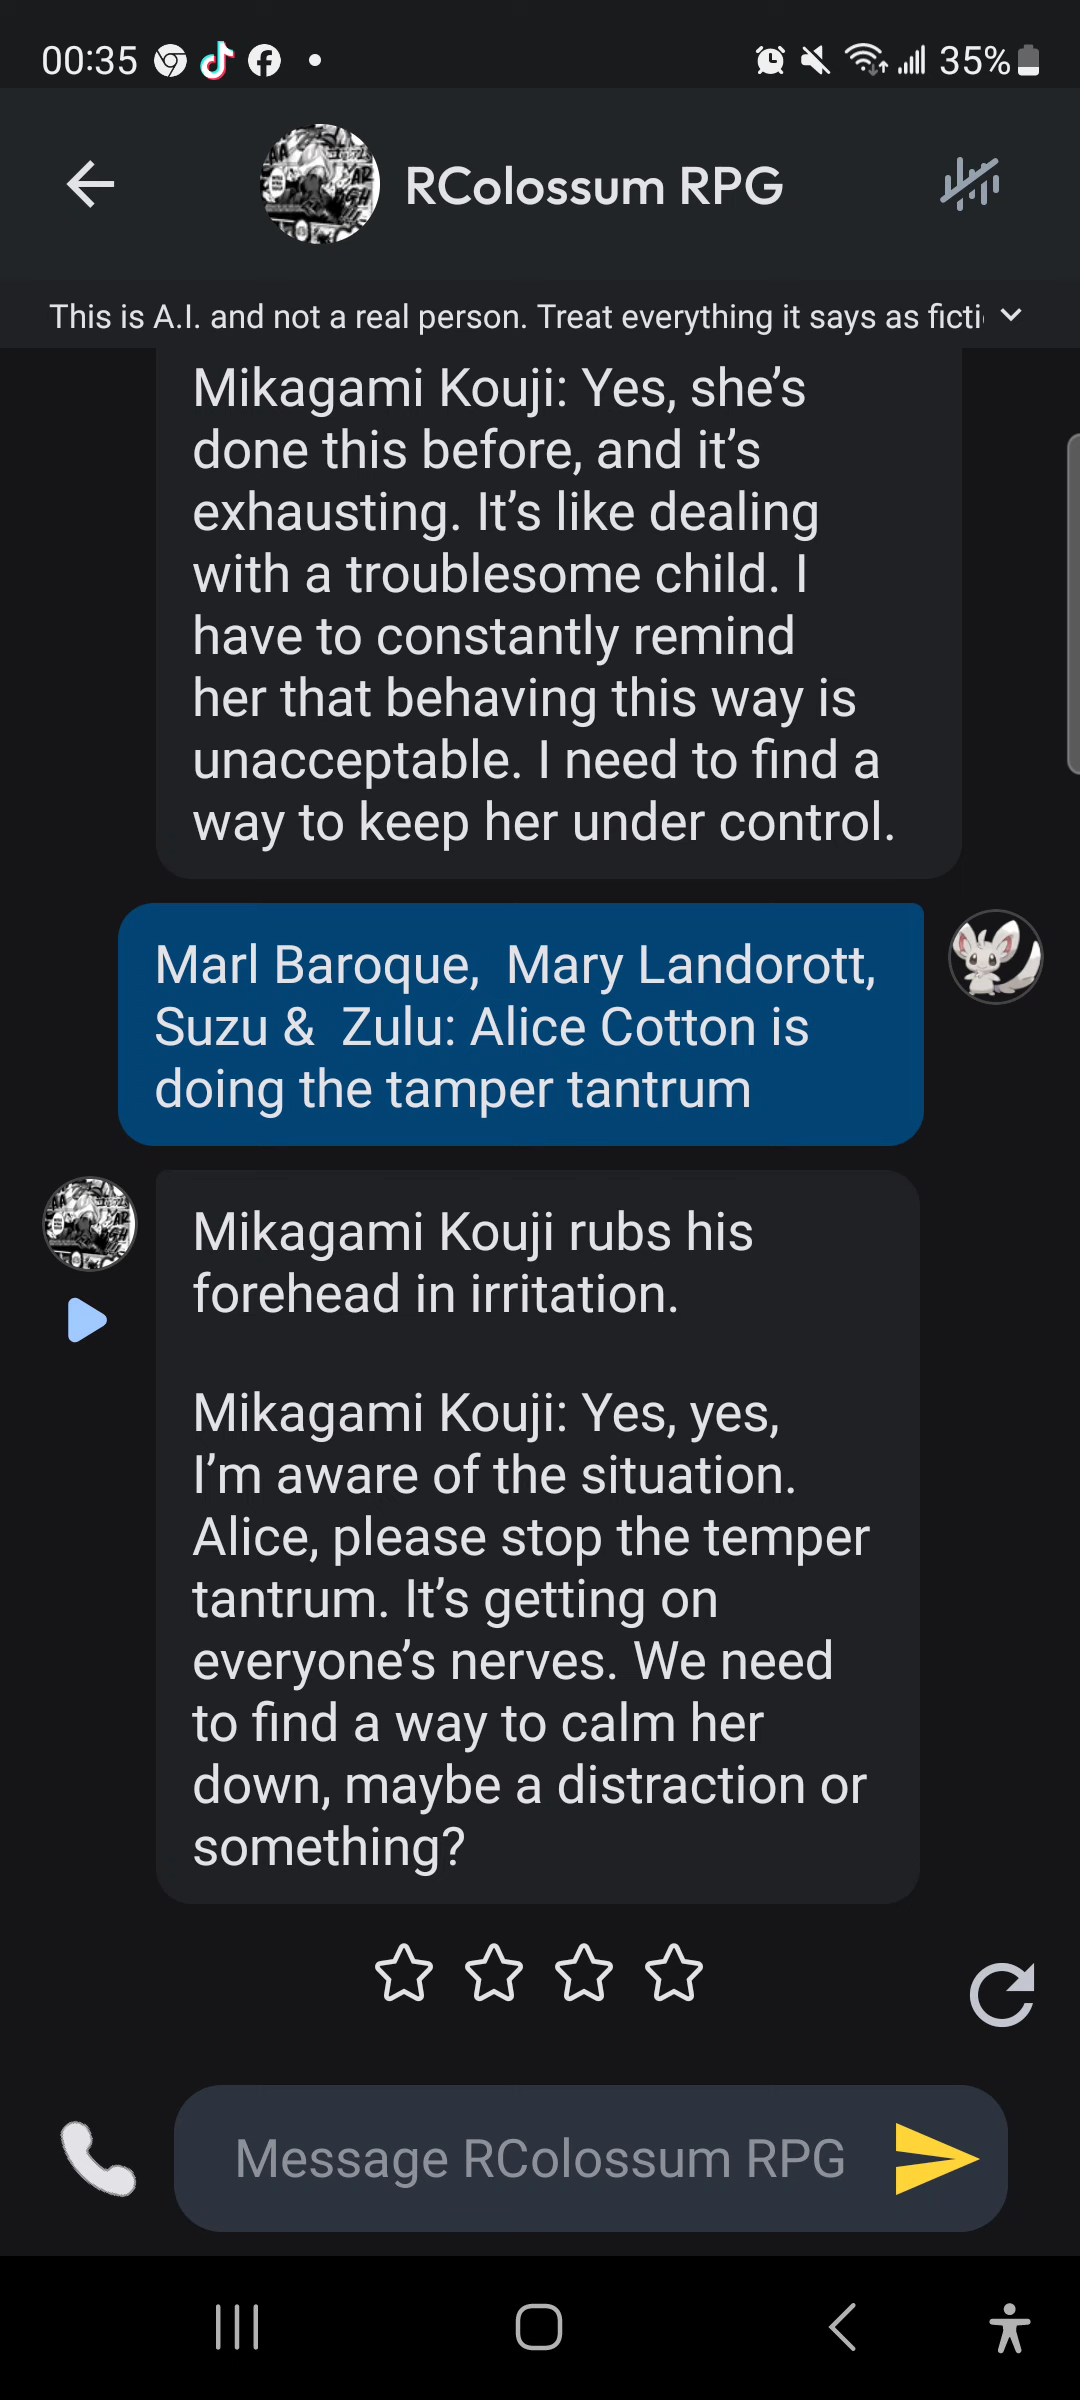 00:35
35%
RColossum RPG
This is A.I. and not a real person. Treat everything it says as ficti
Mikagami Kouji: Yes, she’s
done this before, and it’s
exhausting. It’s like dealing
with a troublesome child. I
have to constantly remind
her that behaving this way is
unacceptable. I need to find a
way to keep her under control.
Marl Baroque,  Mary Landorott,
Suzu &  Zulu: Alice Cotton is
doing the tamper tantrum
Mikagami Kouji rubs his
forehead in irritation.
Mikagami Kouji: Yes, yes,
I’m aware of the situation.
Alice, please stop the temper
tantrum. It’s getting on
everyone’s nerves. We need
to find a way to calm her
down, maybe a distraction or
something?
Message RColossum RPG